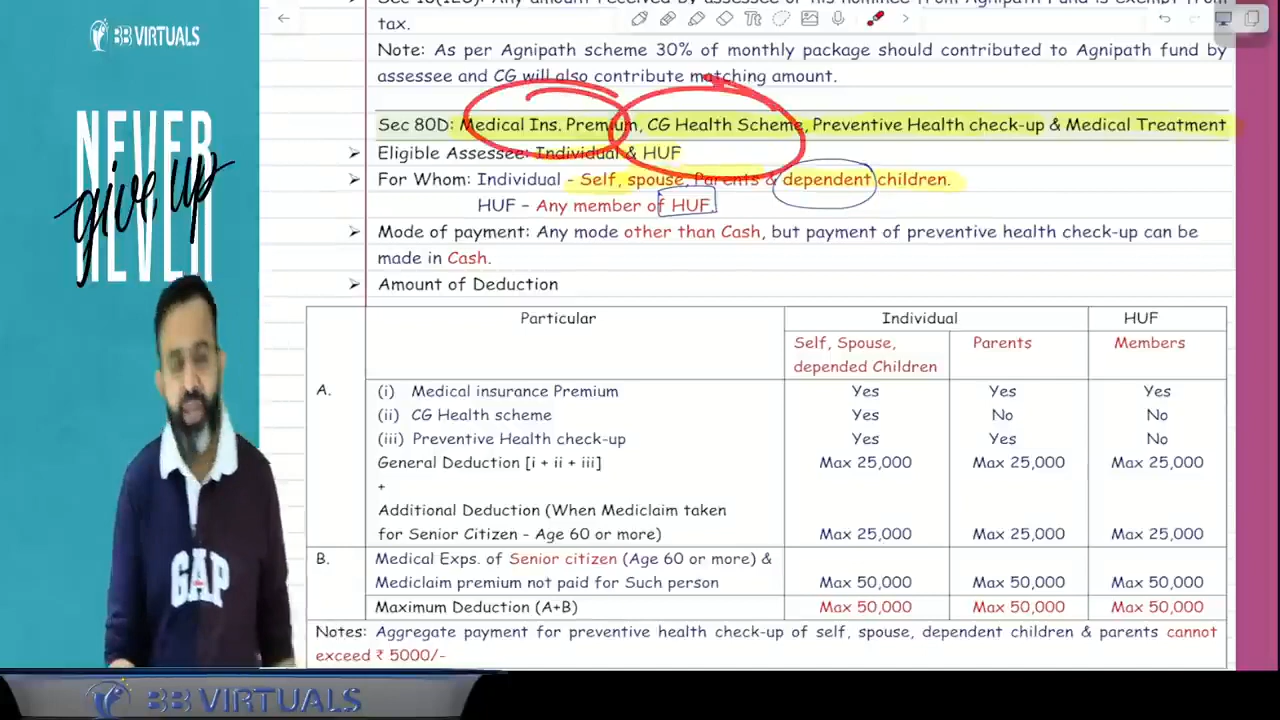 BB VIRTUALS
NEVER
give up
NEVER
tax.
Note: As per Agnipath scheme 30% of monthly package should contributed to Agnipath fund by
assessee and CG will also contribute matching amount.
Sec 80D: Medical Ins. Premium, CG Health Scheme, Preventive Health check-up & Medical Treatment
➤ Eligible Assessee: Individual & HUF
➤ For Whom: Individual - Self, spouse, Parents & dependent children.
HUF – Any member of HUF.
➤ Mode of payment: Any mode other than Cash, but payment of preventive health check-up can be
made in Cash.
➤ Amount of Deduction
Particular Individual HUF
Self, Spouse, Parents Members
depended Children
A. (i) Medical insurance Premium Yes Yes Yes
(ii) CG Health scheme Yes No No
(iii) Preventive Health check-up Yes Yes No
General Deduction [i + ii + iii] Max 25,000 Max 25,000 Max 25,000
+
Additional Deduction (When Mediclaim taken
for Senior Citizen - Age 60 or more) Max 25,000 Max 25,000 Max 25,000
B. Medical Exps. of Senior citizen (Age 60 or more) &
Mediclaim premium not paid for Such person Max 50,000 Max 50,000 Max 50,000
Maximum Deduction (A+B) Max 50,000 Max 50,000 Max 50,000
Notes: Aggregate payment for preventive health check-up of self, spouse, dependent children & parents cannot
exceed ₹ 5000/-
GAP
BB VIRTUALS